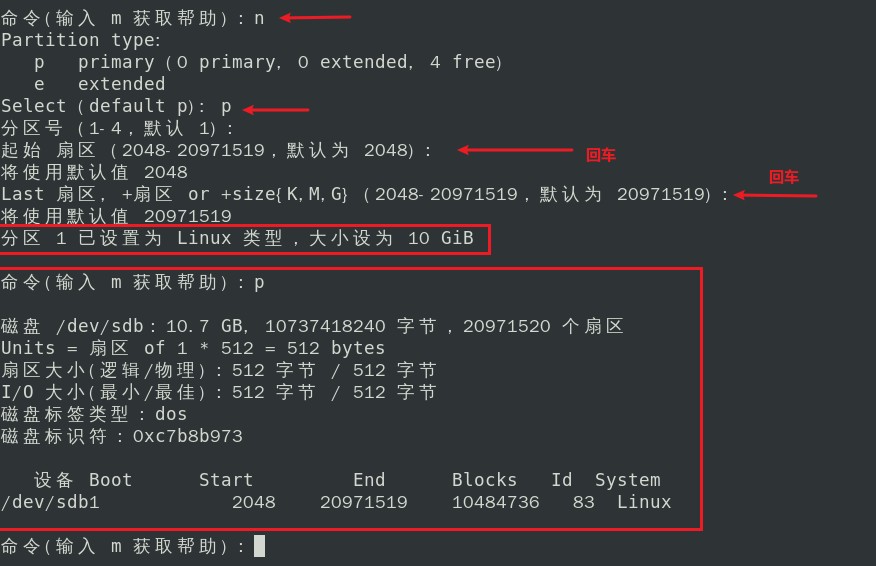 命令(输入 m 获取帮助)：n
Partition type:
p primary (0 primary, 0 extended, 4 free)
e extended
Select (default p): p
分区号 (1-4，默认 1)：
起始 扇区 (2048-20971519，默认为 2048)：
回车
将使用默认值 2048
回车
Last 扇区, +扇区 or +size{K,M,G} (2048-20971519，默认为 20971519)：
将使用默认值 20971519
分区 1 已设置为 Linux 类型，大小设为 10 GiB
命令(输入 m 获取帮助)：p
磁盘 /dev/sdb：10.7 GB, 10737418240 字节，20971520 个扇区
Units = 扇区 of 1 * 512 = 512 bytes
扇区大小(逻辑/物理)：512 字节 / 512 字节
I/O 大小(最小/最佳)：512 字节 / 512 字节
磁盘标签类型：dos
磁盘标识符：0xc7b8b973
设备 Boot Start End Blocks Id System
/dev/sdb1 2048 20971519 10484736 83 Linux
命令(输入 m 获取帮助)：